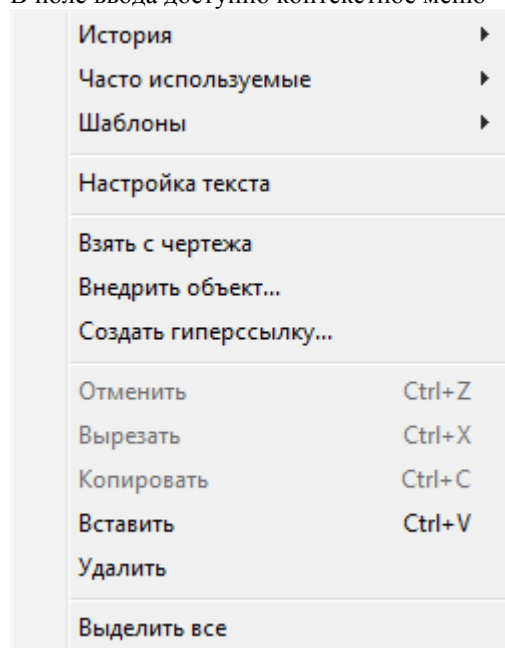 В поле ввода доступно контекстное меню
История
Часто используемые
Шаблоны
Настройка текста
Взять с чертежа
Внедрить объект...
Создать гиперссылку...
Отменить Ctrl+Z
Вырезать Ctrl+X
Копировать Ctrl+C
Вставить Ctrl+V
Удалить
Выделить все